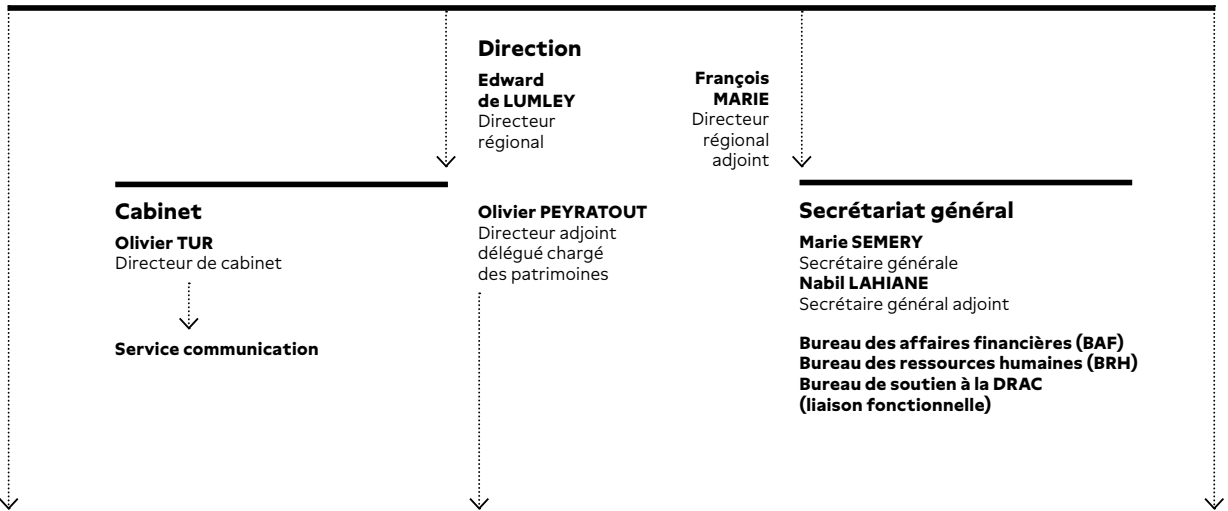 Direction
Edward
de LUMLEY
Directeur
régional
François
MARIE
Directeur
régional
adjoint
Cabinet
Olivier TUR
Directeur de cabinet
Service communication
Olivier PEYRATOUT
Directeur adjoint
délégué chargé
des patrimoines
Secrétariat général
Marie SEMERY
Secrétaire générale
Nabil LAHIANE
Secrétaire général adjoint
Bureau des affaires financières (BAF)
Bureau des ressources humaines (BRH)
Bureau de soutien à la DRAC
(liaison fonctionnelle)